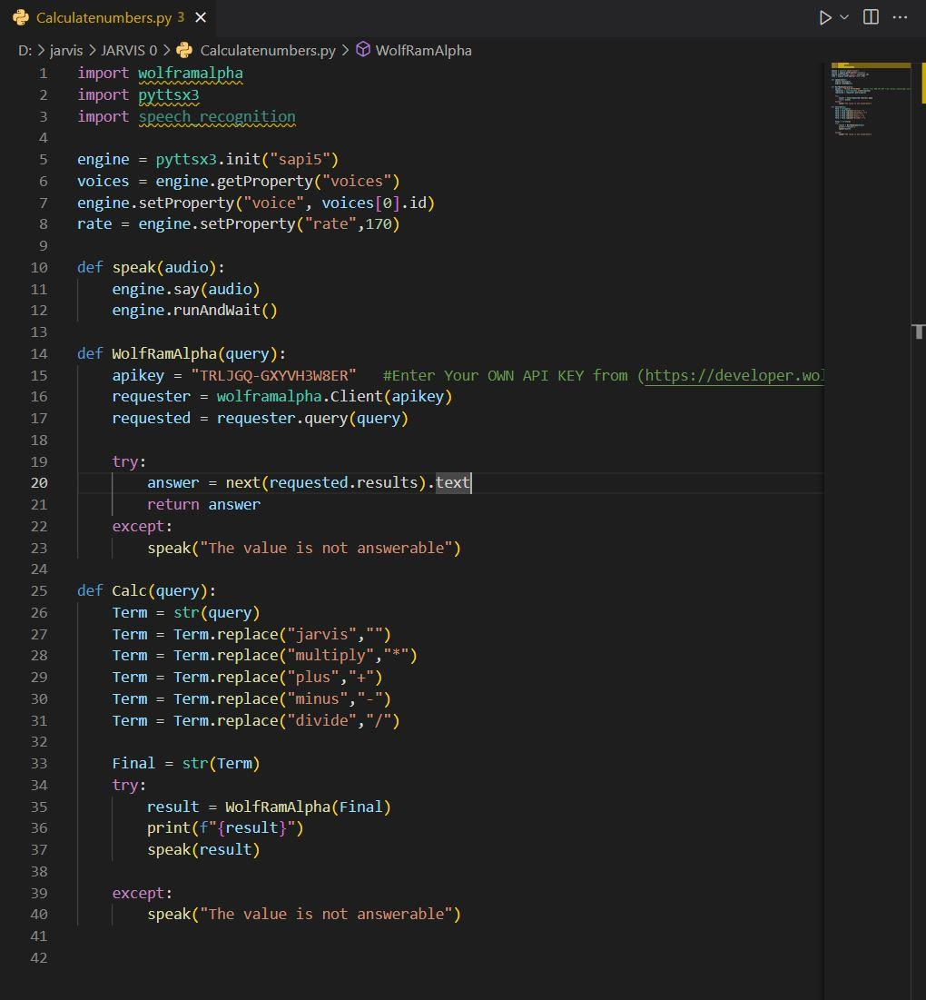 Calculatenumbers.py 3
D: > jarvis > JARVIS 0 > Calculatenumbers.py > WolfRamAlpha
1 import wolframalpha
2 import pyttsx3
3 import speech_recognition
4
5 engine = pyttsx3.init("sapi5")
6 voices = engine.getProperty("voices")
7 engine.setProperty("voice", voices[0].id)
8 rate = engine.setProperty("rate",170)
9
10 def speak(audio):
11     engine.say(audio)
12     engine.runAndWait()
13
14 def WolfRamAlpha(query):
15     apikey = "TRLJGQ-GXYVH3W8ER"   #Enter Your OWN API KEY from (https://developer.wol
16     requester = wolframalpha.Client(apikey)
17     requested = requester.query(query)
18
19     try:
20         answer = next(requested.results).text
21         return answer
22     except:
23         speak("The value is not answerable")
24
25 def Calc(query):
26     Term = str(query)
27     Term = Term.replace("jarvis","")
28     Term = Term.replace("multiply","*")
29     Term = Term.replace("plus","+")
30     Term = Term.replace("minus","-")
31     Term = Term.replace("divide","/")
32
33     Final = str(Term)
34     try:
35         result = WolfRamAlpha(Final)
36         print(f"{result}")
37         speak(result)
38
39     except:
40         speak("The value is not answerable")
41
42